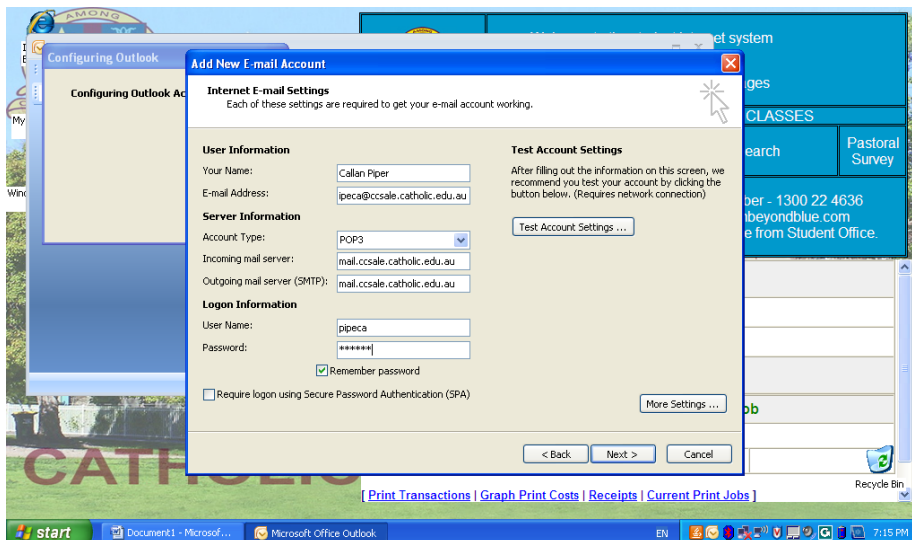 AMONG
et system
Configuring Outlook
Add New E-mail Account
Configuring Outlook Ac
Internet E-mail Settings
Each of these settings are required to get your e-mail account working.
ges
CLASSES
My
User Information
Your Name:
Callan Piper
E-mail Address:
ipeca@ccsale.catholic.edu.au
Server Information
Account Type:
POP3
Incoming mail server:
mail.ccsale.catholic.edu.au
Outgoing mail server (SMTP):
mail.ccsale.catholic.edu.au
Logon Information
User Name:
pipeca
Password:
******
Remember password
Require logon using Secure Password Authentication (SPA)
Test Account Settings
After filling out the information on this screen, we
recommend you test your account by clicking the
button below. (Requires network connection)
Test Account Settings ...
More Settings ...
< Back
Next >
Cancel
earch
Pastoral
Survey
Wind
ber - 1300 22 4636
beyondblue.com
e from Student Office.
ob
CATHOLIC
Recycle Bin
[ Print Transactions | Graph Print Costs | Receipts | Current Print Jobs ]
start
Document1 - Microsof...
Microsoft Office Outlook
EN
7:15 PM